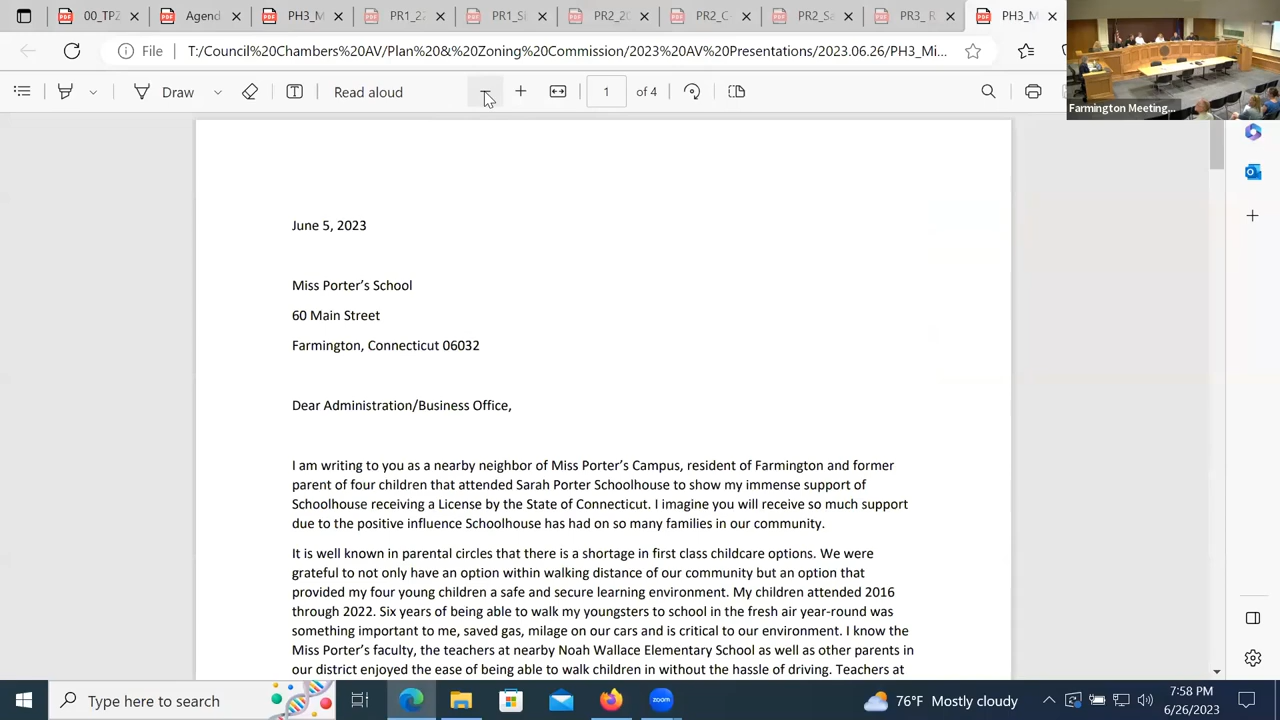 00_TPZ
Agend
PH3_M
PR1_22
PR1_SI
PR2_20
PR2_C-
PR2_Sa
PR3_R
PH3_M
File
T:/Council%20Chambers%20AV/Plan%20&%20Zoning%20Commission/2023%20AV%20Presentations/2023.06.26/PH3_Mi...
Draw
Read aloud
1 of 4
Farmington Meeting...
June 5, 2023
Miss Porter’s School
60 Main Street
Farmington, Connecticut 06032
Dear Administration/Business Office,
I am writing to you as a nearby neighbor of Miss Porter’s Campus, resident of Farmington and former
parent of four children that attended Sarah Porter Schoolhouse to show my immense support of
Schoolhouse receiving a License by the State of Connecticut. I imagine you will receive so much support
due to the positive influence Schoolhouse has had on so many families in our community.
It is well known in parental circles that there is a shortage in first class childcare options. We were
grateful to not only have an option within walking distance of our community but an option that
provided my four young children a safe and secure learning environment. My children attended 2016
through 2022. Six years of being able to walk my youngsters to school in the fresh air year-round was
something important to me, saved gas, milage on our cars and is critical to our environment. I know the
Miss Porter’s faculty, the teachers at nearby Noah Wallace Elementary School as well as other parents in
our district enjoyed the ease of being able to walk children in without the hassle of driving. Teachers at
Type here to search
zoom
76°F Mostly cloudy
7:58 PM
6/26/2023